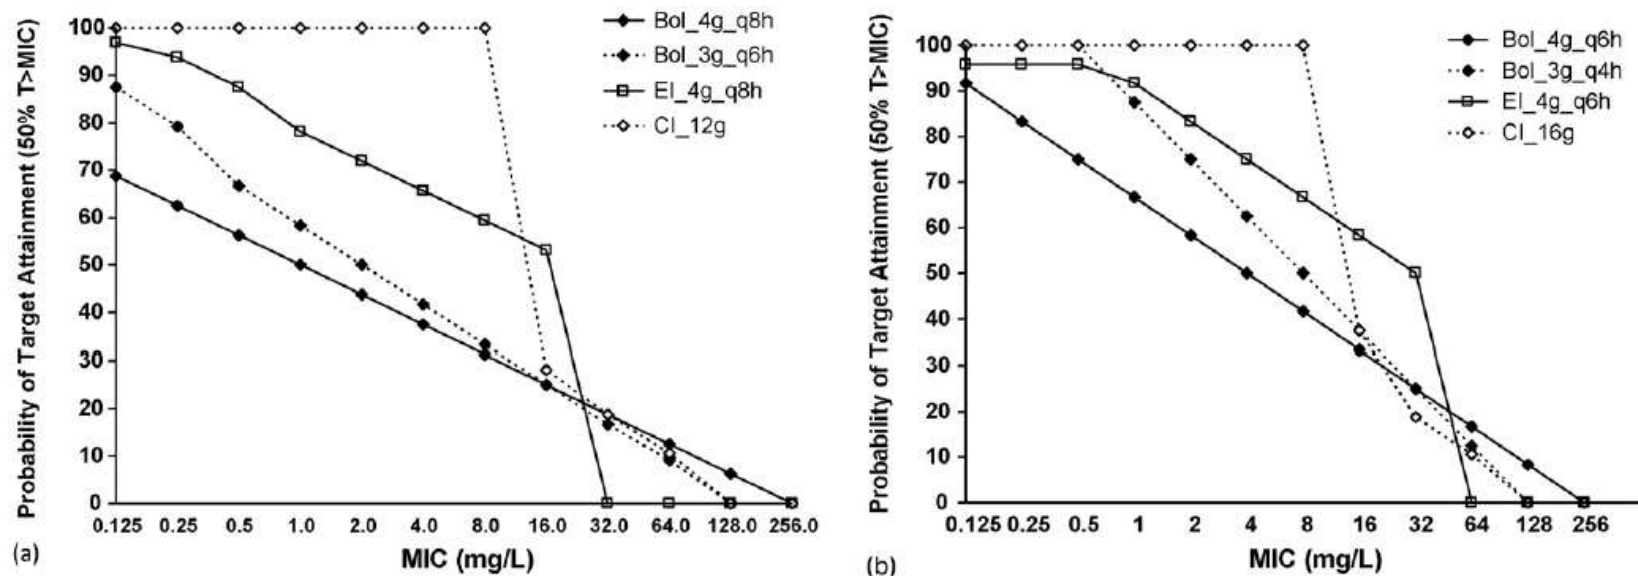 Probability of Target Attainment (50% T>MIC)
100
90
80
70
60
50
40
30
20
10
0
0.125 0.25 0.5 1.0 2.0 4.0 8.0 16.0 32.0 64.0 128.0 256.0
MIC (mg/L)
(a)
Bol_4g_q8h
Bol_3g_q6h
EI_4g_q8h
CI_12g
Probability of Target Attainment (50% T>MIC)
100
90
80
70
60
50
40
30
20
10
0
0.125 0.25 0.5 1 2 4 8 16 32 64 128 256
MIC (mg/L)
(b)
Bol_4g_q6h
Bol_3g_q4h
EI_4g_q6h
CI_16g